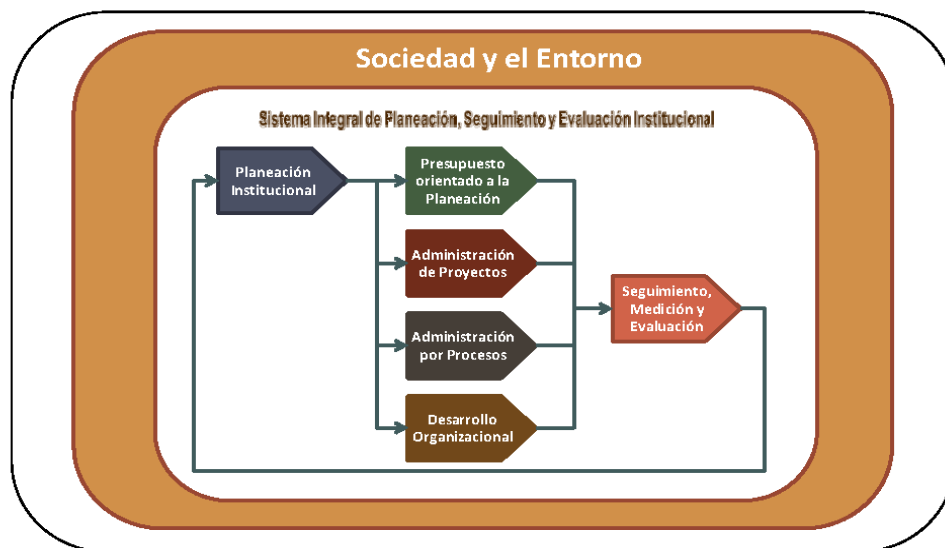 Sociedad y el Entorno
Sistema Integral de Planeación, Seguimiento y Evaluación Institucional
Planeación
Institucional
Presupuesto
orientado a la
Planeación
Administración
de Proyectos
Administración
por Procesos
Desarrollo
Organizacional
Seguimiento,
Medición y
Evaluación